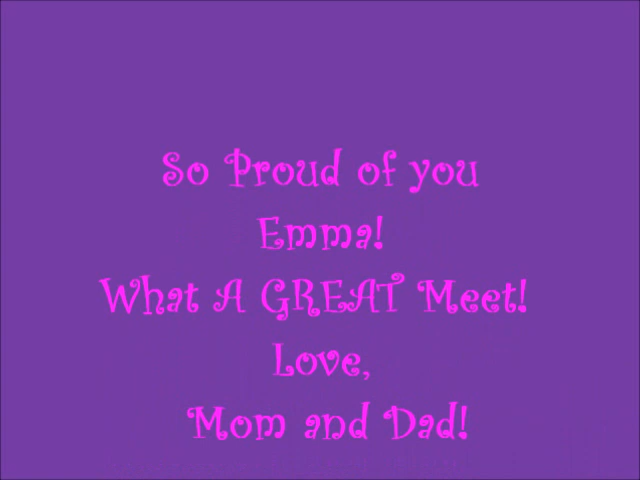 So Proud of you
Emma!
What A GREAT Meet!
Love,
Mom and Dad!